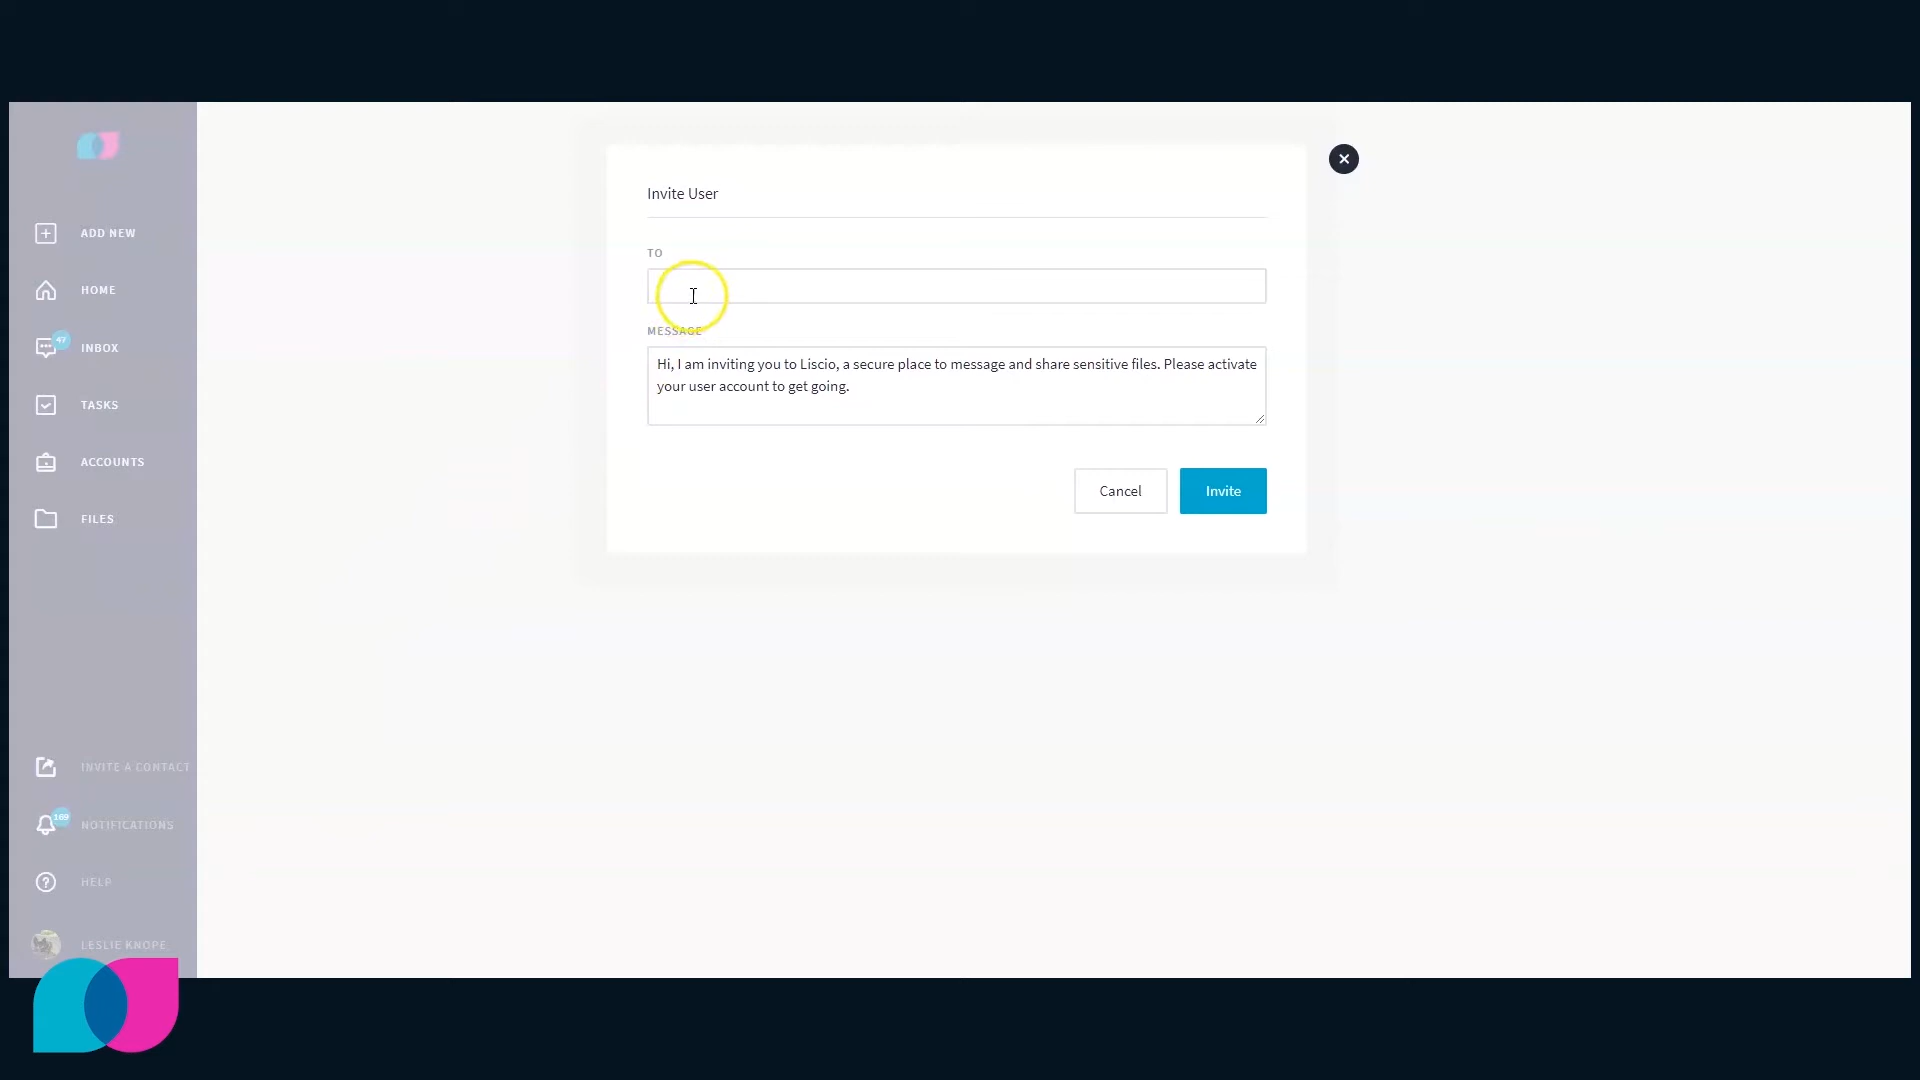 ADD NEW
HOME
47
INBOX
TASKS
ACCOUNTS
FILES
INVITE A CONTACT
169
NOTIFICATIONS
HELP
LESLIE KNOPE
Invite User
TO
MESSAGE
Hi, I am inviting you to Liscio, a secure place to message and share sensitive files. Please activate
your user account to get going.
Cancel
Invite